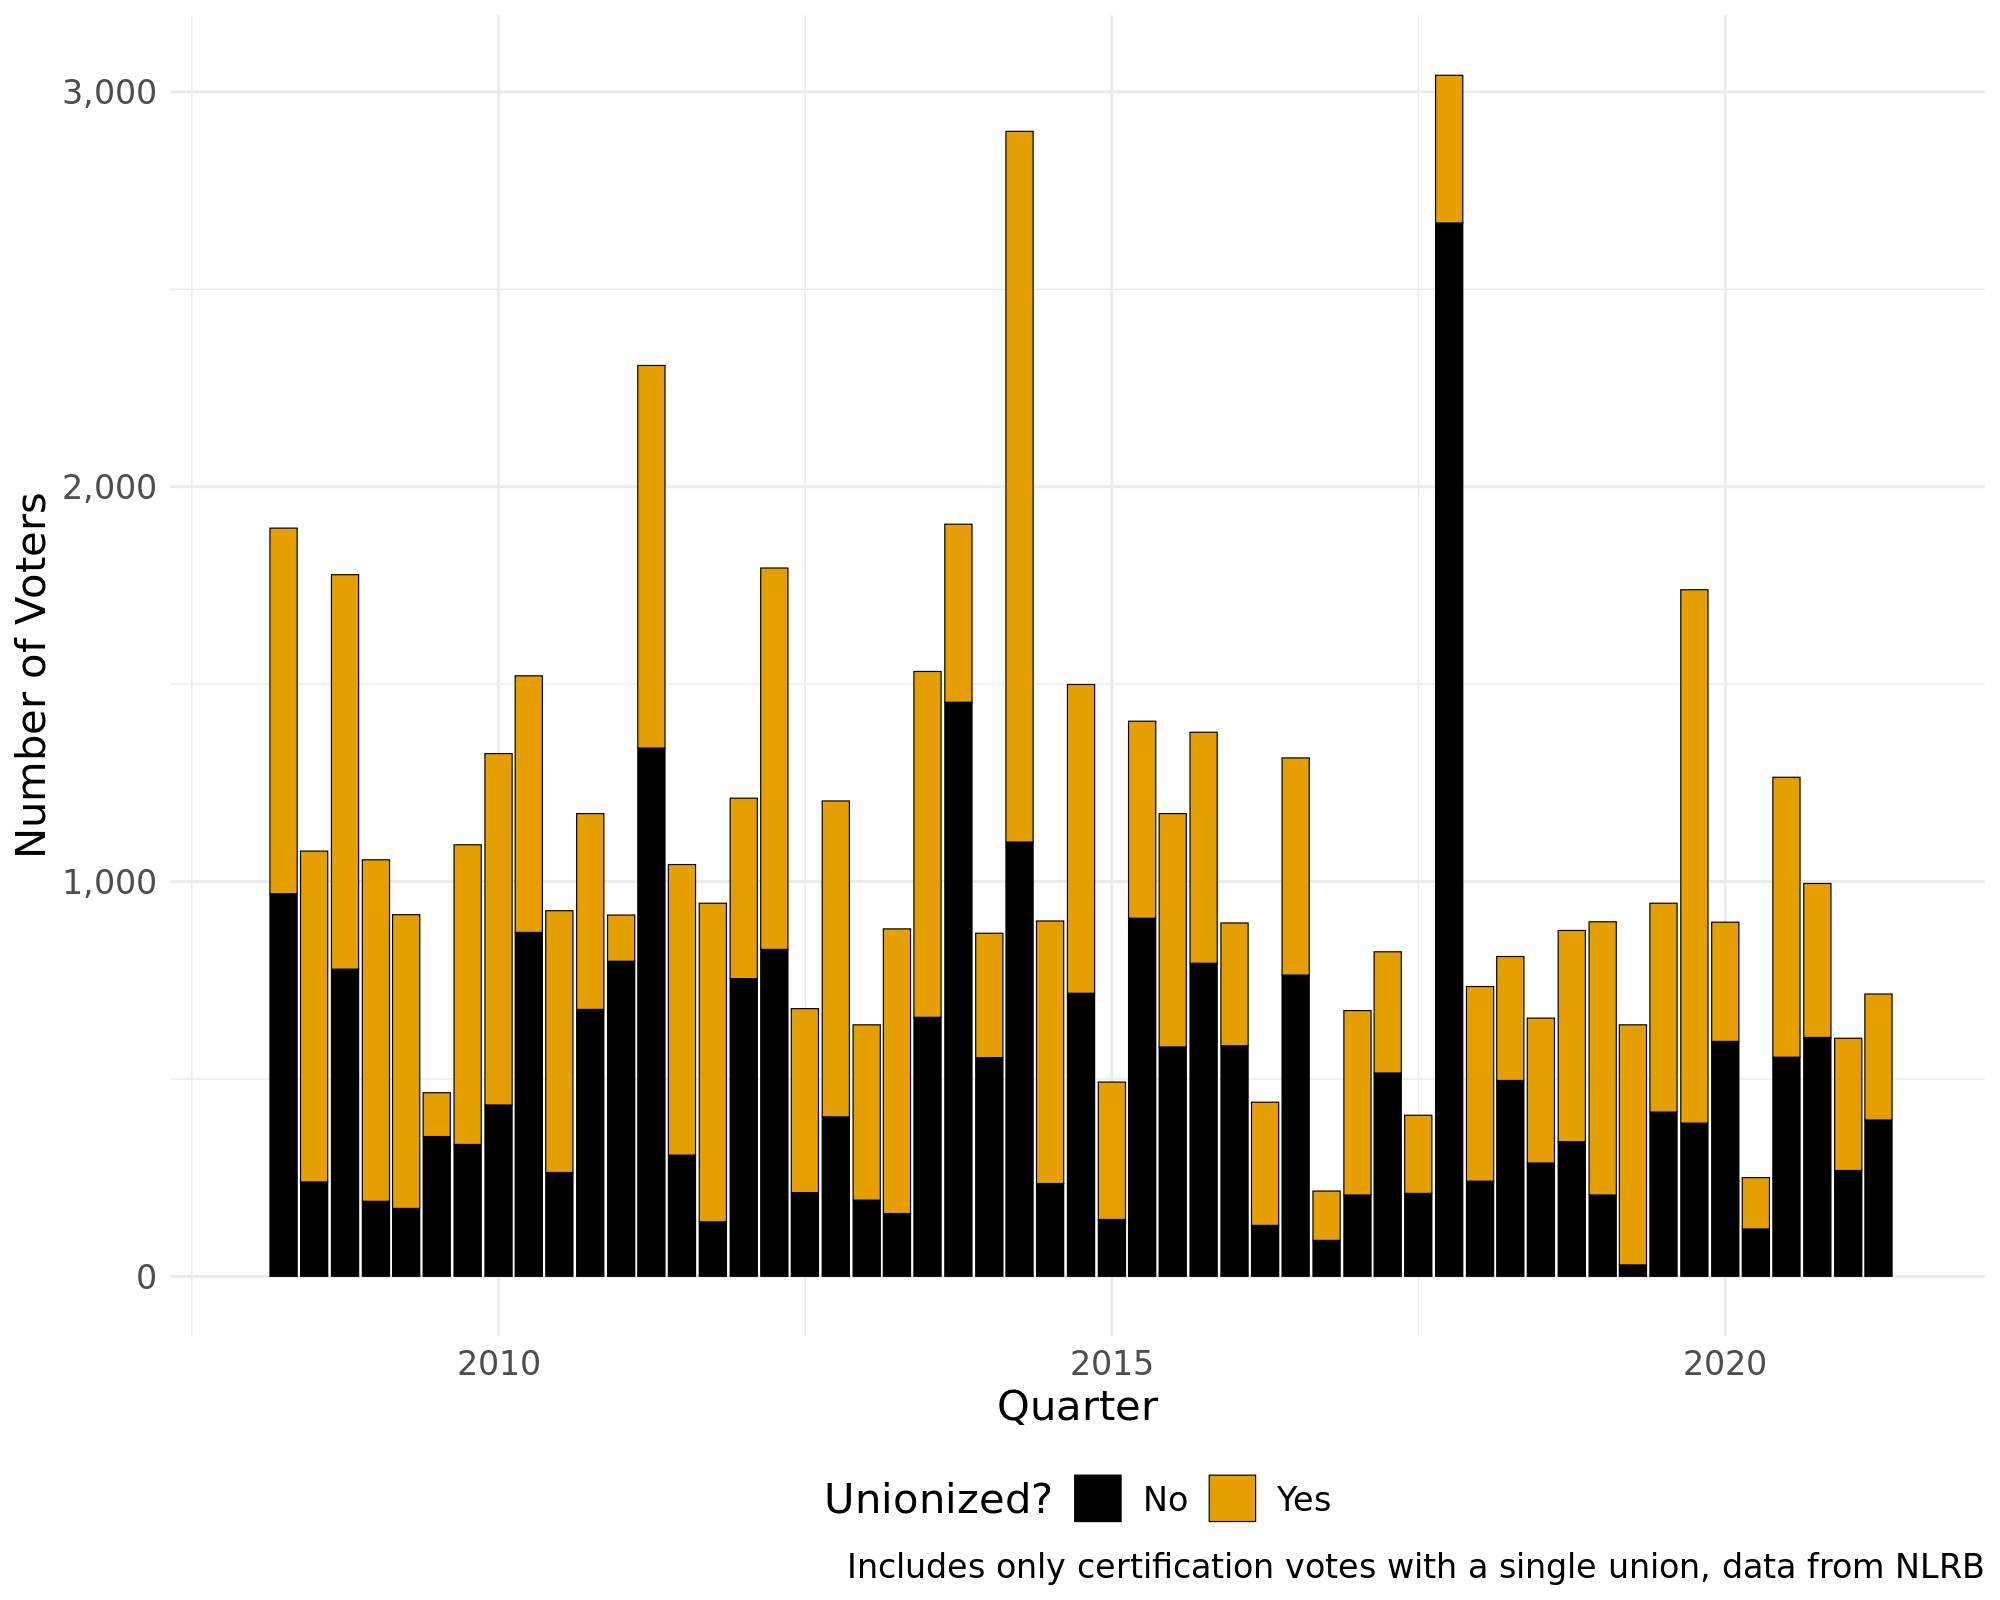 Number of Voters
3,000
2,000
1,000
0
2010 2015 2020
Quarter
Unionized? No Yes
Includes only certification votes with a single union, data from NLRB